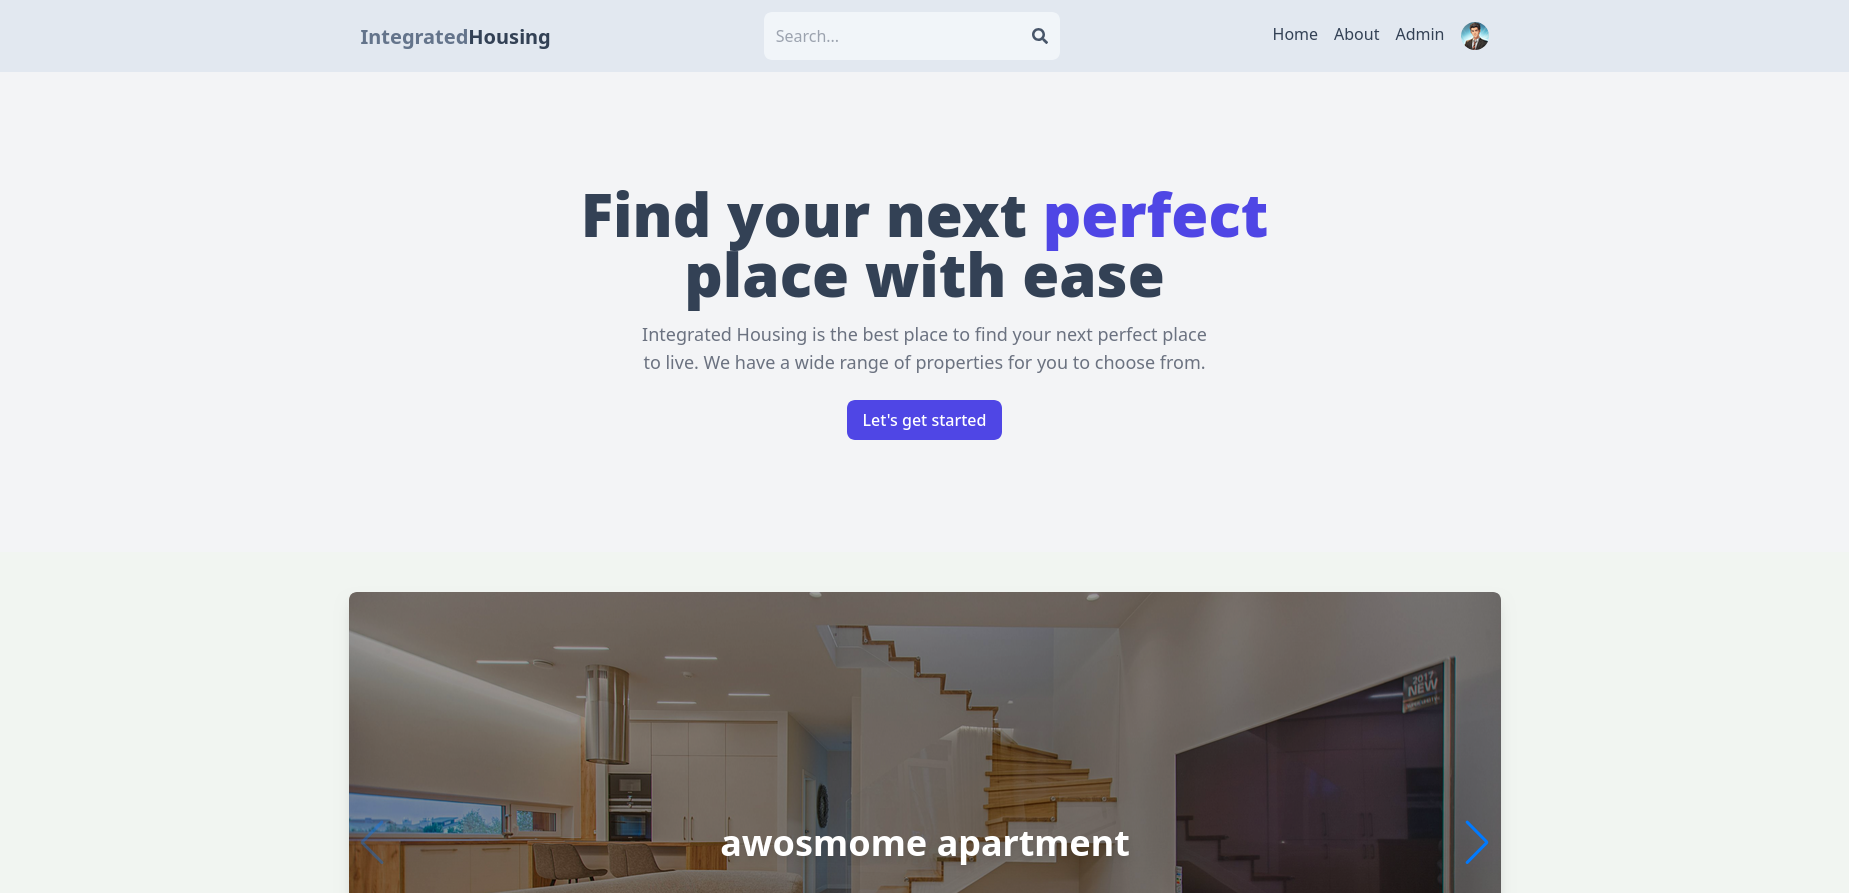 IntegratedHousing
Search...
Home About Admin
Find your next perfect
place with ease
Integrated Housing is the best place to find your next perfect place
to live. We have a wide range of properties for you to choose from.
Let's get started
2017
NEW
awosmome apartment